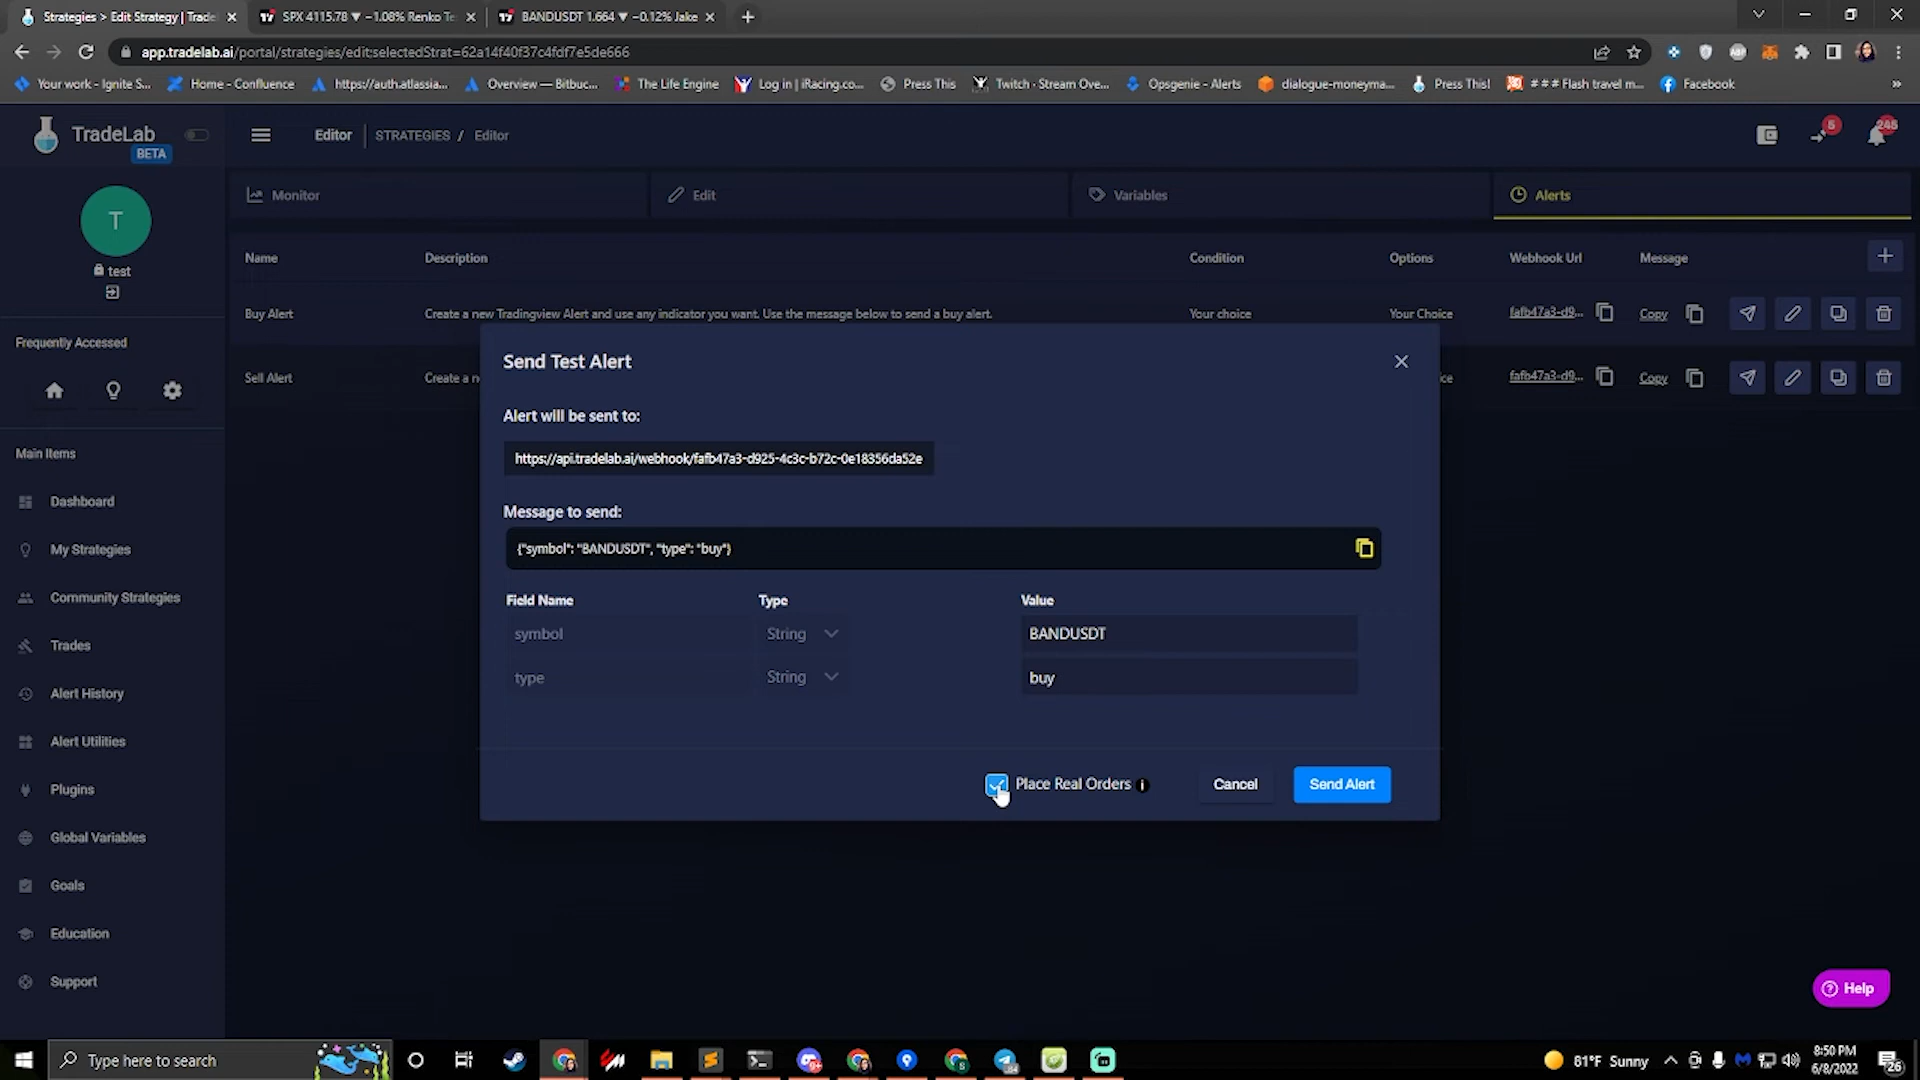 Strategies > Edit Strategy | Trade
SPX 4115.78 ▼ −1.08% Renko Te
BANDUSDT 1.664 ▼ −0.12% Jake
app.tradelab.ai/portal/strategies/edit;selectedStrat=62a14f40f37c4fdf7e5de666
Your work - Ignite S...
Home - Confluence
https://auth.atlassia...
Overview — Bitbuc...
The Life Engine
Log in | iRacing.co...
Press This
Twitch - Stream Ove...
Opsgenie - Alerts
dialogue-moneyma...
Press This!
# # # Flash travel m...
Facebook
»
TradeLab
BETA
Editor
STRATEGIES / Editor
5
245
Monitor
Edit
Variables
Alerts
T
test
Name
Description
Condition
Options
Webhook Url
Message
Buy Alert
Create a new Tradingview Alert and use any indicator you want. Use the message below to send a buy alert.
Your choice
Your Choice
fafb47a3-d9...
Copy
Sell Alert
Create a n
ice
fafb47a3-d9...
Copy
Frequently Accessed
Main Items
Dashboard
My Strategies
Community Strategies
Trades
Alert History
Alert Utilities
Plugins
Global Variables
Goals
Education
Support
Send Test Alert
Alert will be sent to:
https://api.tradelab.ai/webhook/fafb47a3-d925-4c3c-b72c-0e18356da52e
Message to send:
{"symbol": "BANDUSDT", "type": "buy"}
Field Name
Type
Value
symbol
String
BANDUSDT
type
String
buy
Place Real Orders
Cancel
Send Alert
Help
Type here to search
81°F Sunny
8:50 PM
6/8/2022
26